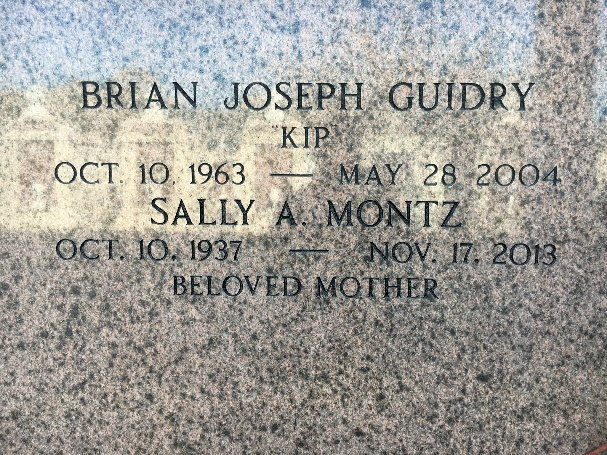 BRIAN JOSEPH GUIDRY
"KIP"
OCT. 10, 1963 — MAY 28 2004
SALLY A. MONTZ
OCT. 10, 1937 — NOV. 17, 2013
BELOVED MOTHER